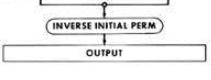 INVERSE INITIAL PERM
OUTPUT